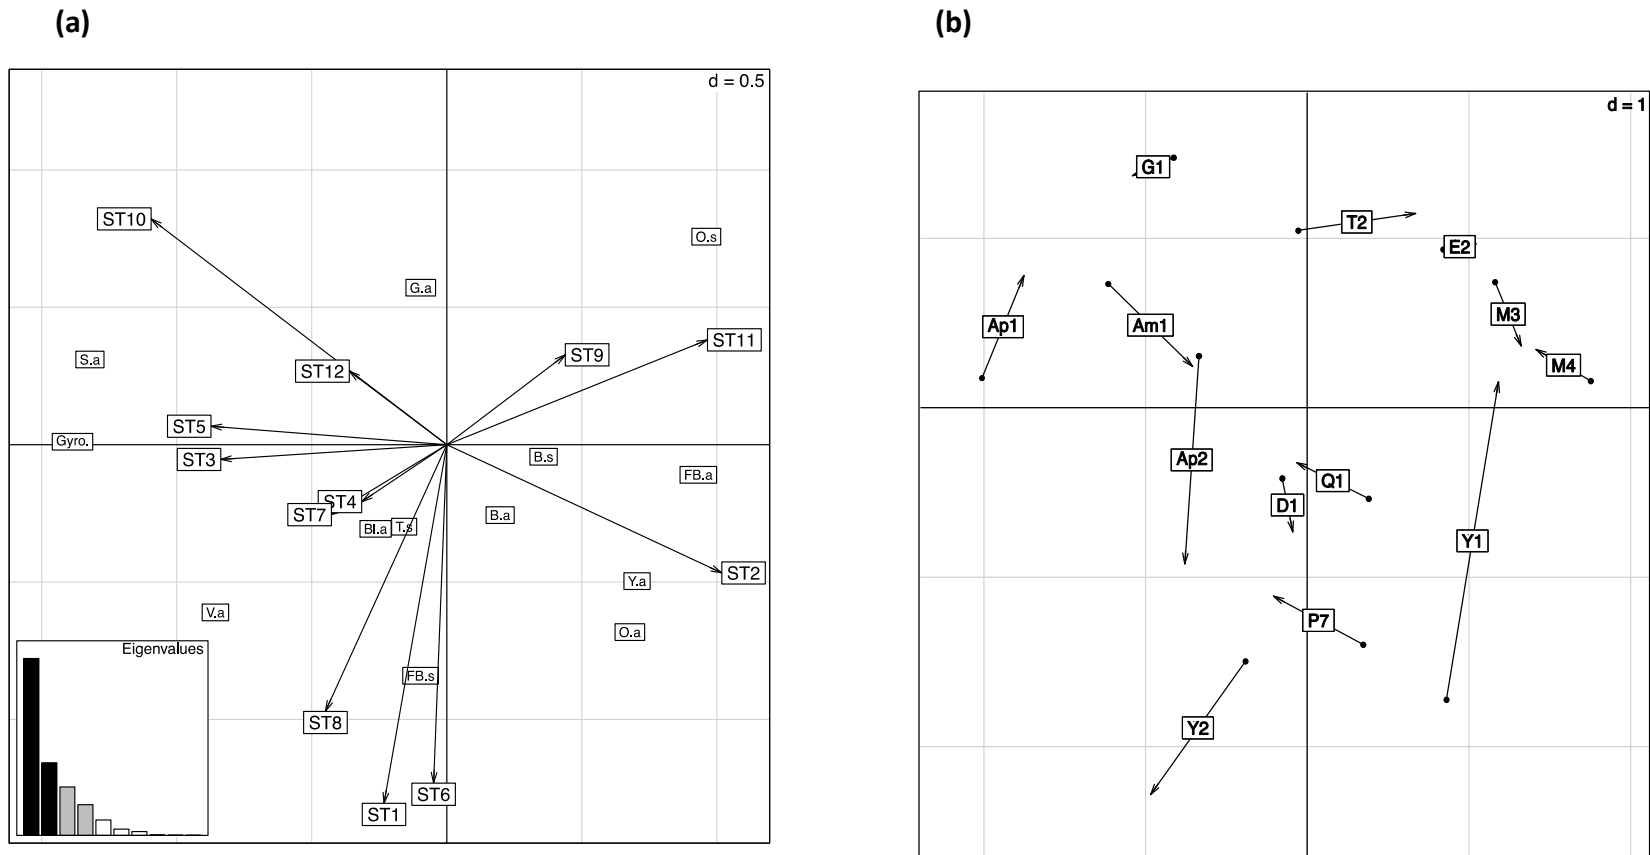 (a)
(b)
d = 0.5
ST10
O.s
G.a
ST11
ST9
S.a
ST12
ST5
Gyro.
ST3
B.s
FB.a
ST4
ST7
B.a
Bl.a
T.s
ST2
Y.a
V.a
O.a
Eigenvalues
FB.s
ST8
ST6
ST1
d = 1
G1
T2
E2
M3
Ap1
Am1
M4
Ap2
Q1
D1
Y1
P7
Y2